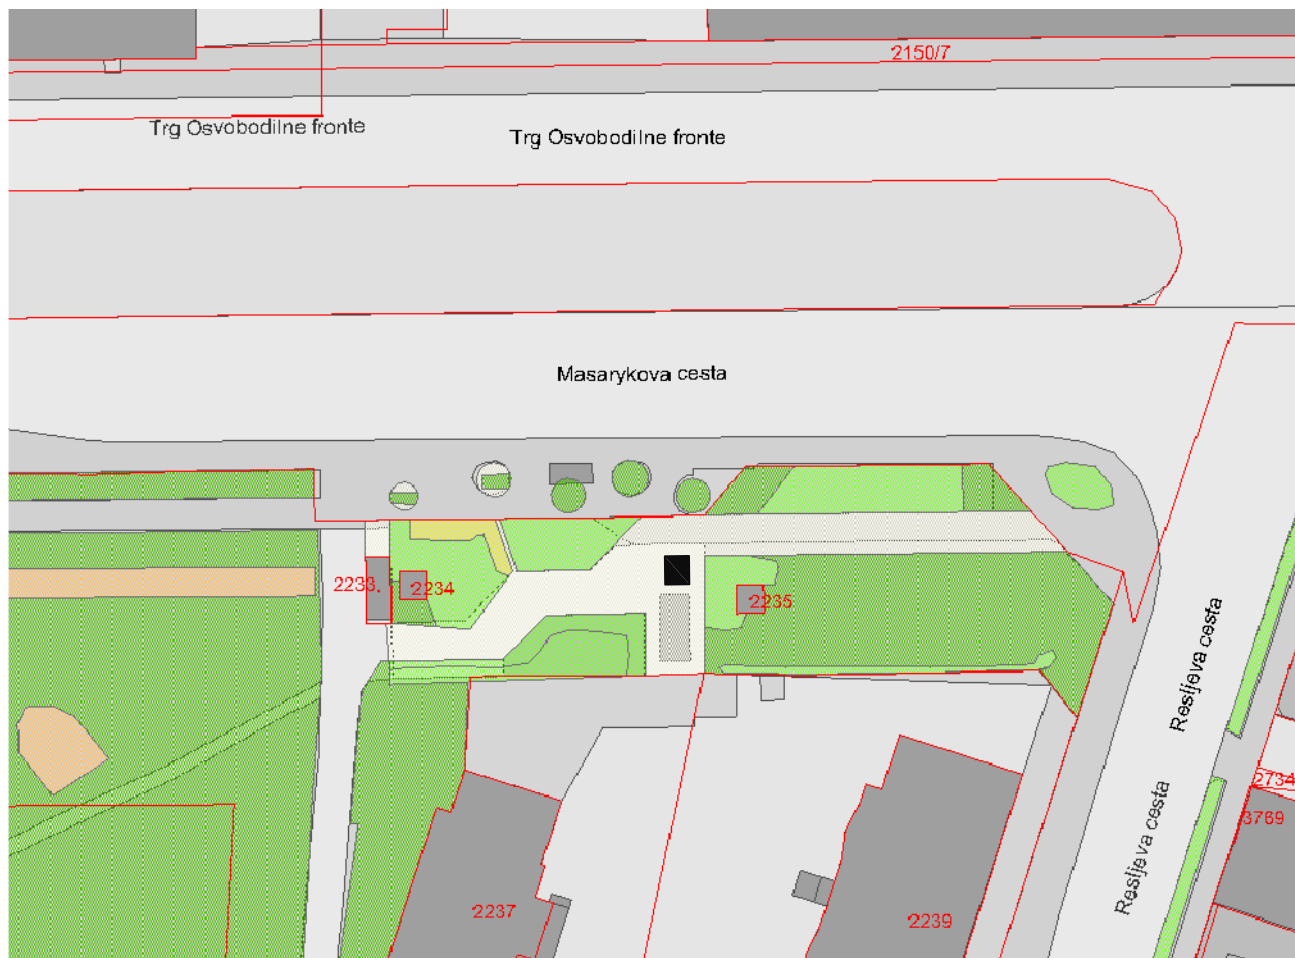 2150/7
Trg Osvobodilne fronte
Trg Osvobodilne fronte
Masarykova cesta
2233
2234
2235
Resljeva cesta
2734
3769
Resljeva cesta
2237
2239